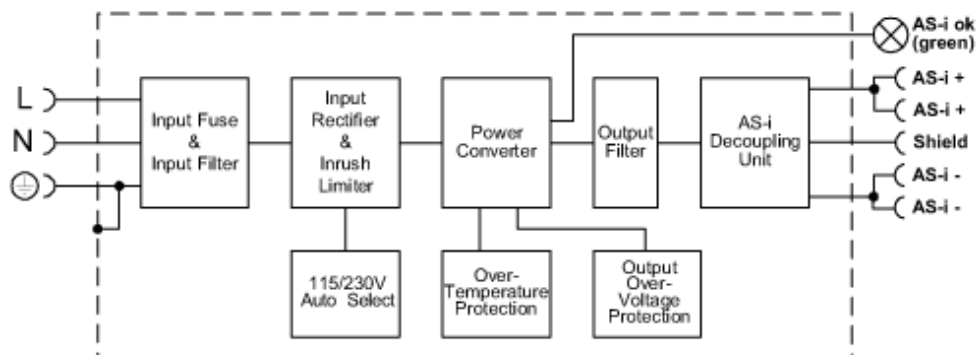 AS-i ok
(green)
L
N
Input Fuse
&
Input Filter
Input
Rectifier
&
Inrush
Limiter
Power
Converter
Output
Filter
AS-i
Decoupling
Unit
AS-i +
AS-i +
Shield
AS-i -
AS-i -
115/230V
Auto Select
Over-
Temperature
Protection
Output
Over-
Voltage
Protection